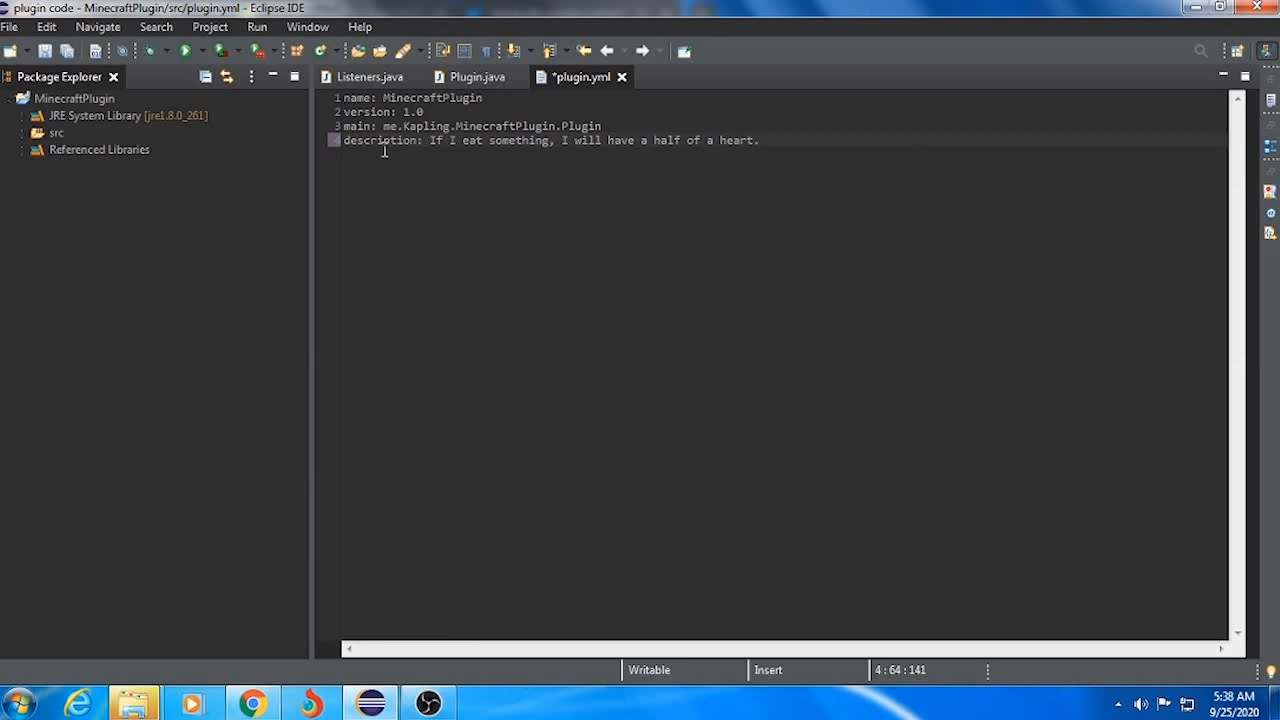 plugin code - MinecraftPlugin/src/plugin.yml - Eclipse IDE
File Edit Navigate Search Project Run Window Help
Package Explorer
Listeners.java Plugin.java *plugin.yml
MinecraftPlugin
JRE System Library [jre1.8.0_261]
src
Referenced Libraries
1 name: MinecraftPlugin
2 version: 1.0
3 main: me.Kapling.MinecraftPlugin.Plugin
description: If I eat something, I will have a half of a heart.
Writable Insert 4:64:141
5:38 AM
9/25/2020